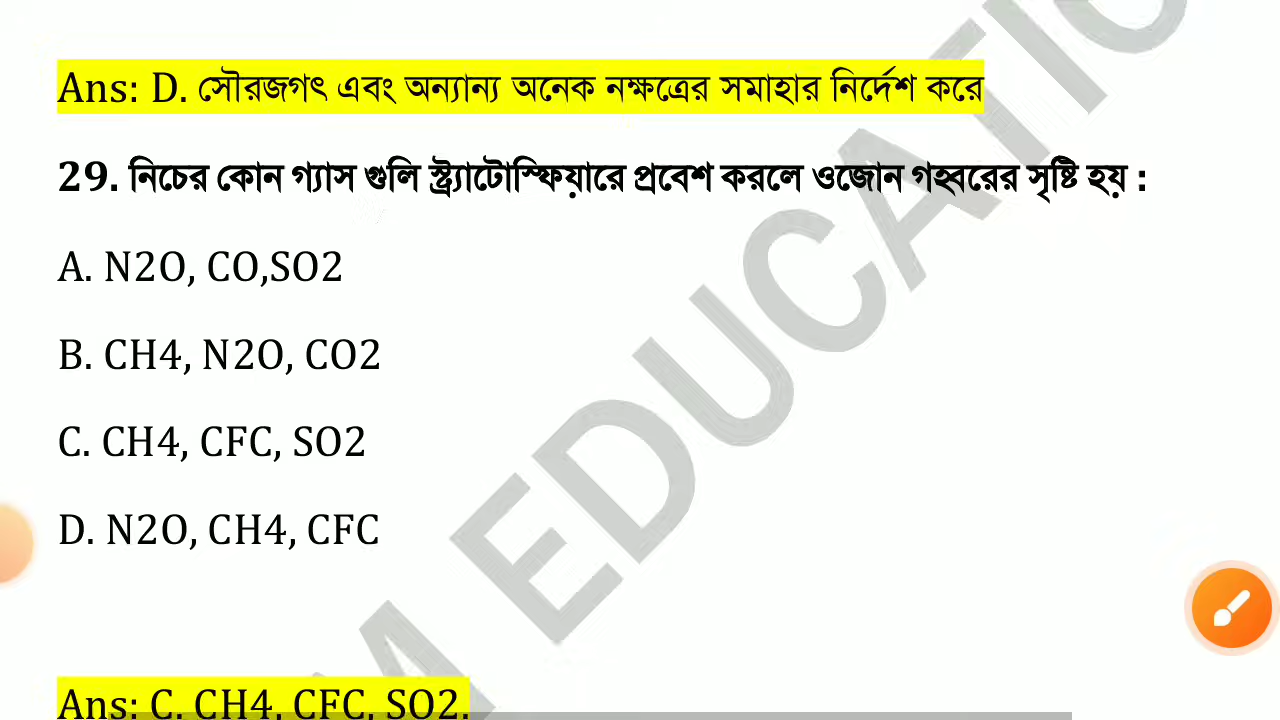 Ans: D. সৌরজগৎ এবং অন্যান্য অনেক নক্ষত্রের সমাহার নির্দেশ করে
29. নিচের কোন গ্যাস গুলি স্ট্র্যাটোস্ফিয়ারে প্রবেশ করলে ওজোন গহ্বরের সৃষ্টি হয় :
A. N2O, CO,SO2
B. CH4, N2O, CO2
C. CH4, CFC, SO2
D. N2O, CH4, CFC
Ans: C. CH4, CFC, SO2.
M EDUCATIO